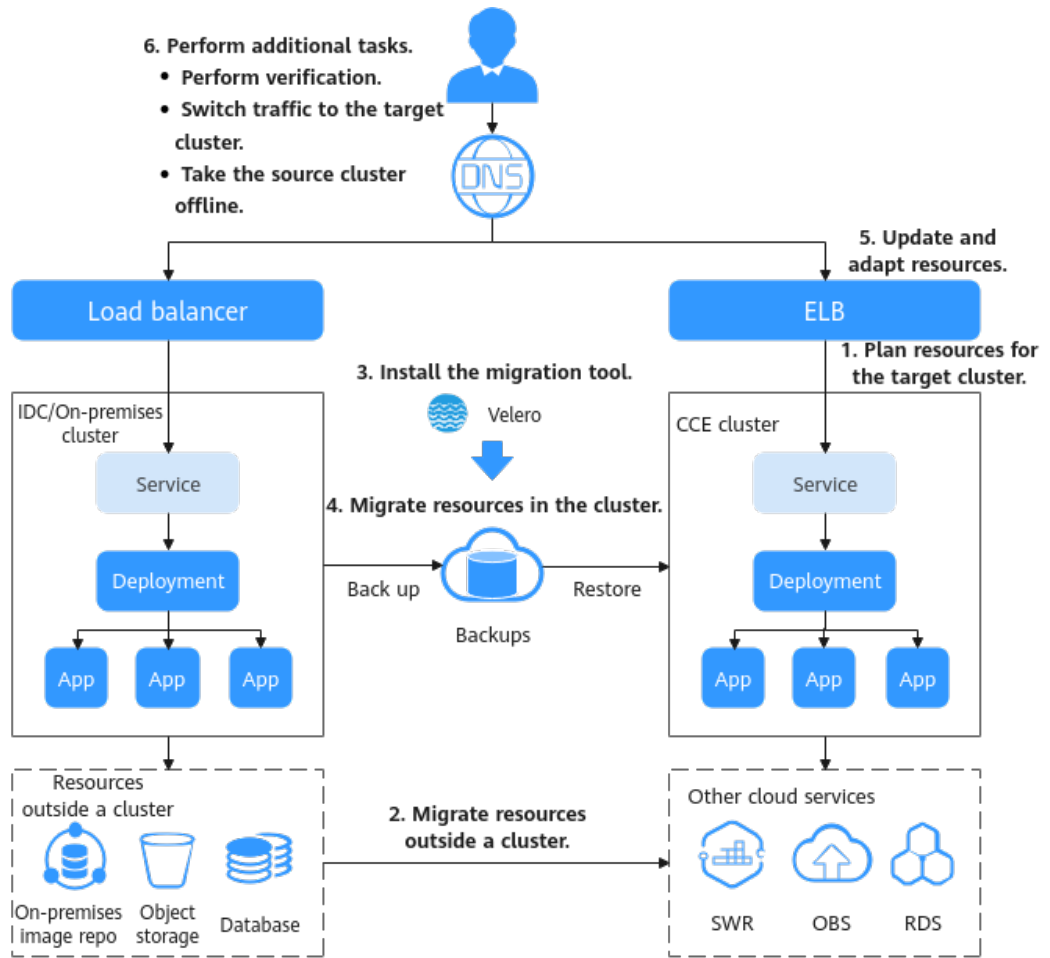 6. Perform additional tasks.
• Perform verification.
• Switch traffic to the target
cluster.
• Take the source cluster
offline.
DNS
5. Update and
adapt resources.
Load balancer
ELB
1. Plan resources for
the target cluster.
3. Install the migration tool.
Velero
IDC/On-premises
cluster
CCE cluster
Service
Service
4. Migrate resources in the cluster.
Deployment
Deployment
Back up
Restore
Backups
App
App
App
App
App
App
Resources
outside a cluster
2. Migrate resources
outside a cluster.
Other cloud services
On-premises
image repo
Object
storage
Database
SWR
OBS
RDS